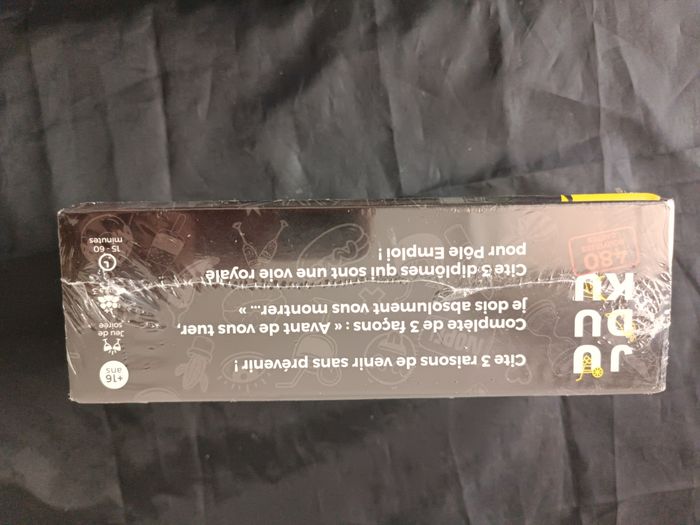 JU
DU
KU
480
Cite 3 raisons de venir sans prévenir !
Complète de 3 façons : « Avant de vous tuer,
je dois absolument vous montrer... »
Cite 3 diplômes qui sont une voie royale
pour Pôle Emploi !
+16
ans
Jeu de
soirée
15 - 60
minutes